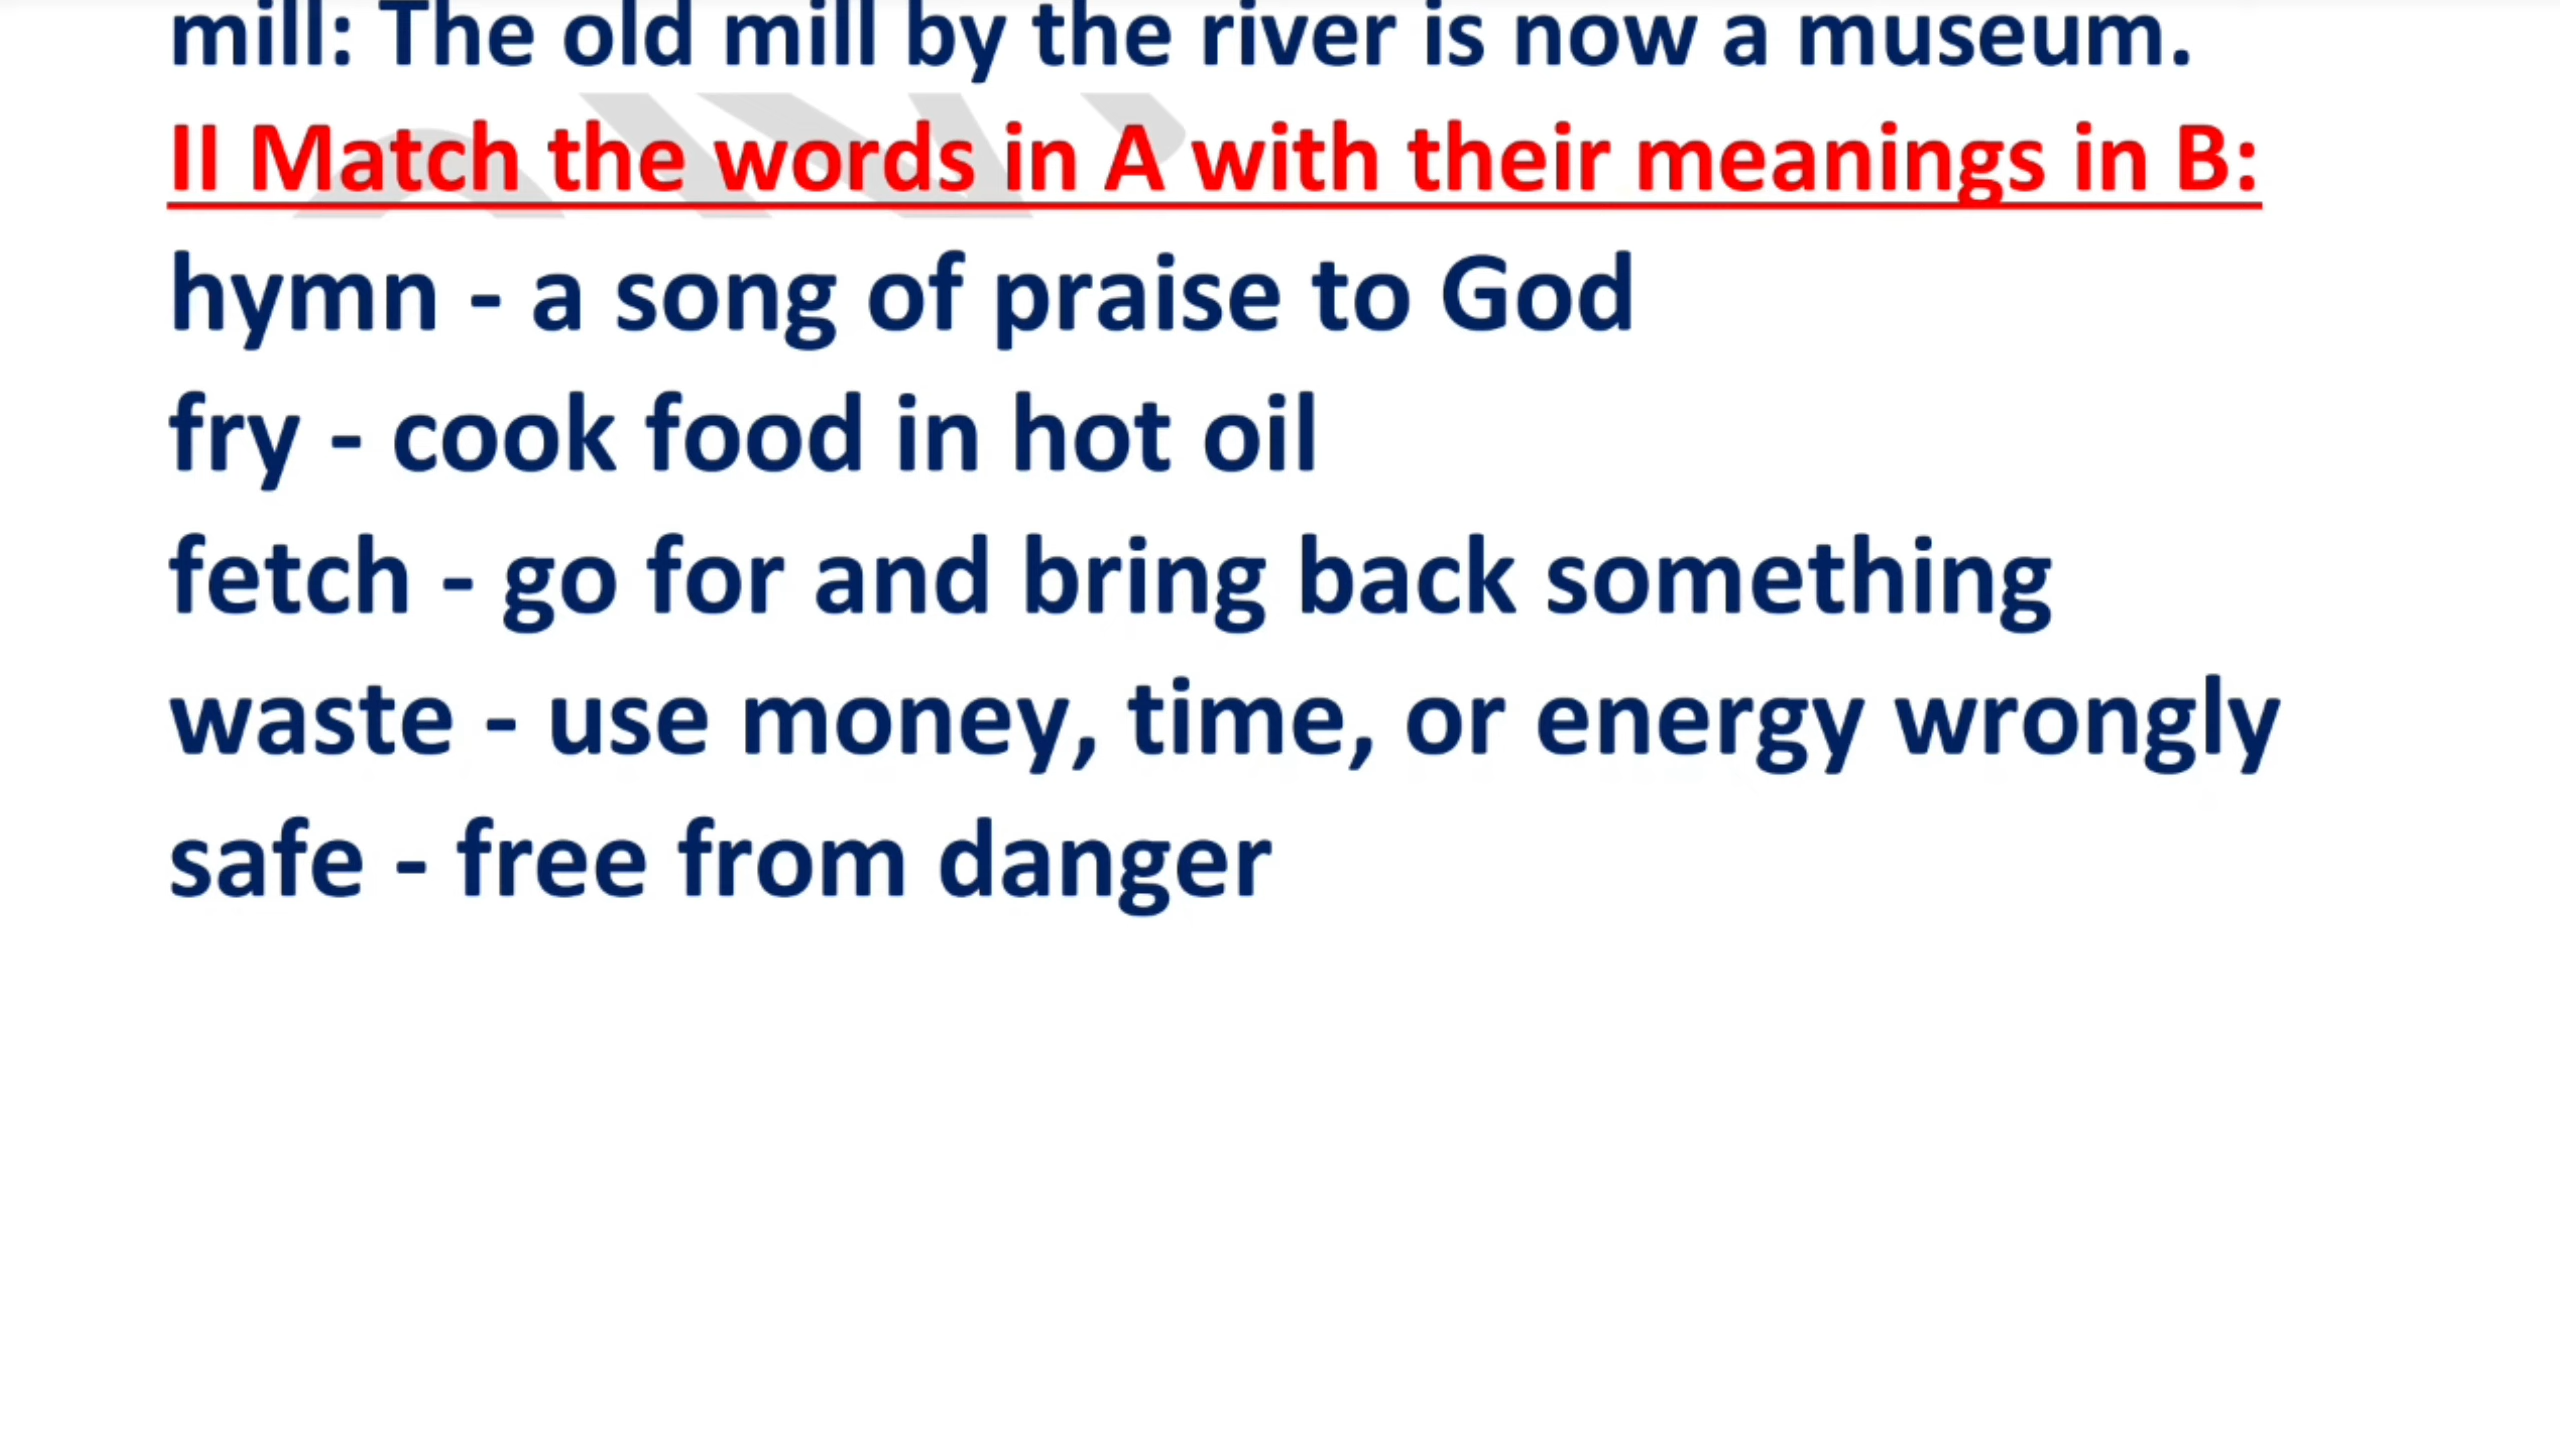 mill: The old mill by the river is now a museum.
II Match the words in A with their meanings in B:
hymn - a song of praise to God
fry - cook food in hot oil
fetch - go for and bring back something
waste - use money, time, or energy wrongly
safe - free from danger